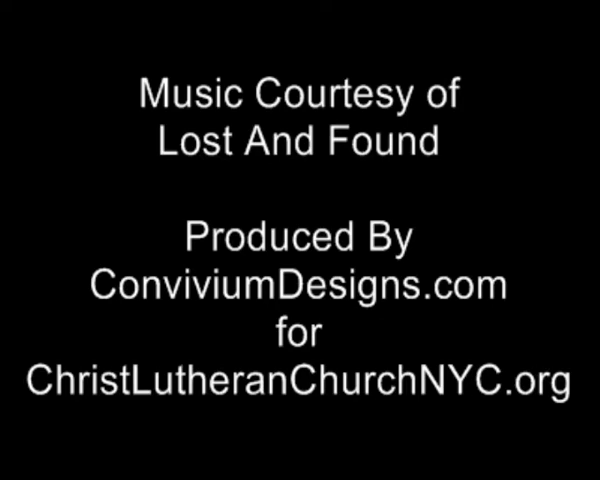 Music Courtesy of
Lost And Found
Produced By
ConviviumDesigns.com
for
ChristLutheranChurchNYC.org